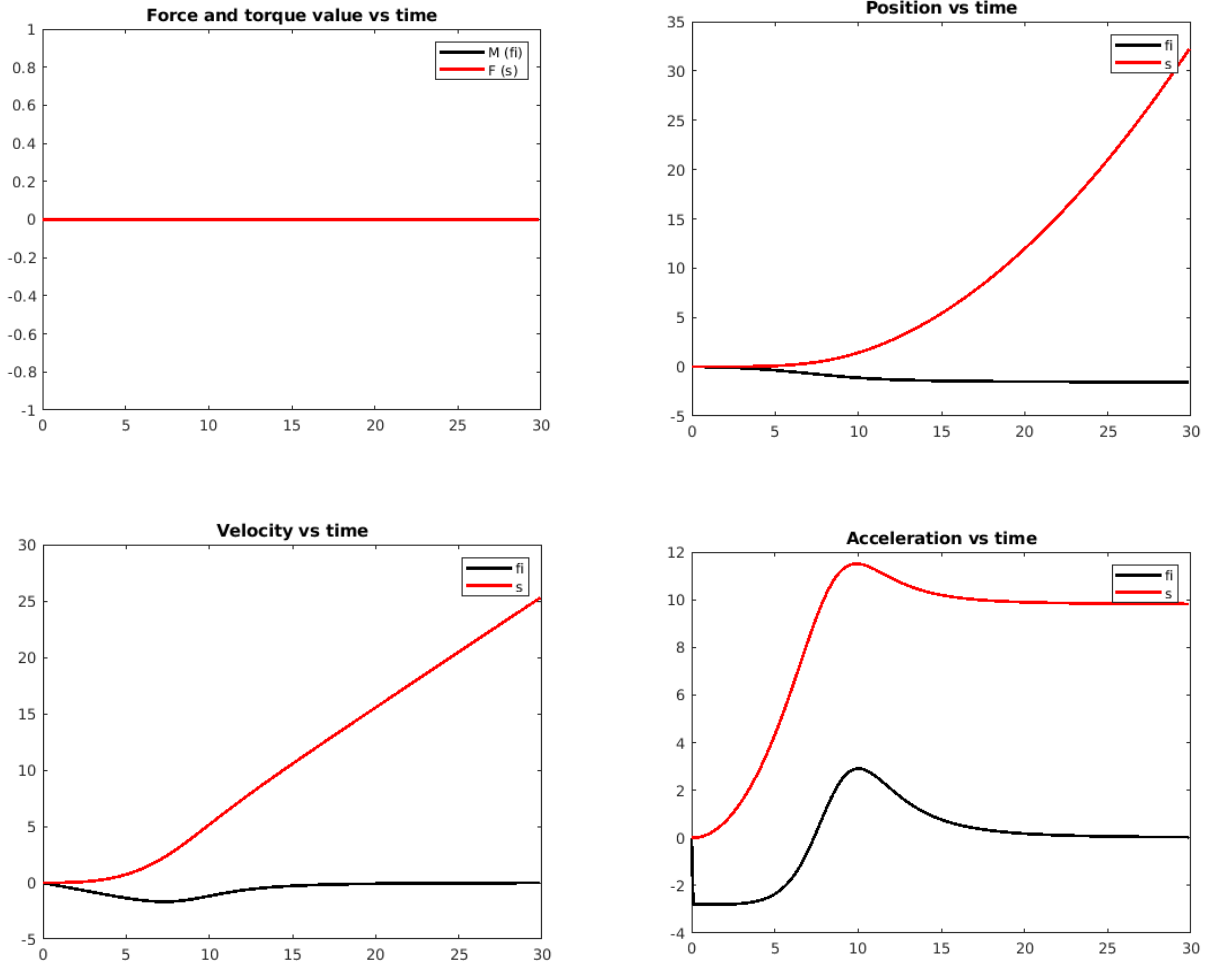 Force and torque value vs time
1
0.8
0.6
0.4
0.2
0
-0.2
-0.4
-0.6
-0.8
-1
0 5 10 15 20 25 30
M (fi)
F (s)
Position vs time
35
30
25
20
15
10
5
0
-5
0 5 10 15 20 25 30
fi
s
Velocity vs time
30
25
20
15
10
5
0
-5
0 5 10 15 20 25 30
fi
s
Acceleration vs time
12
10
8
6
4
2
0
-2
-4
0 5 10 15 20 25 30
fi
s